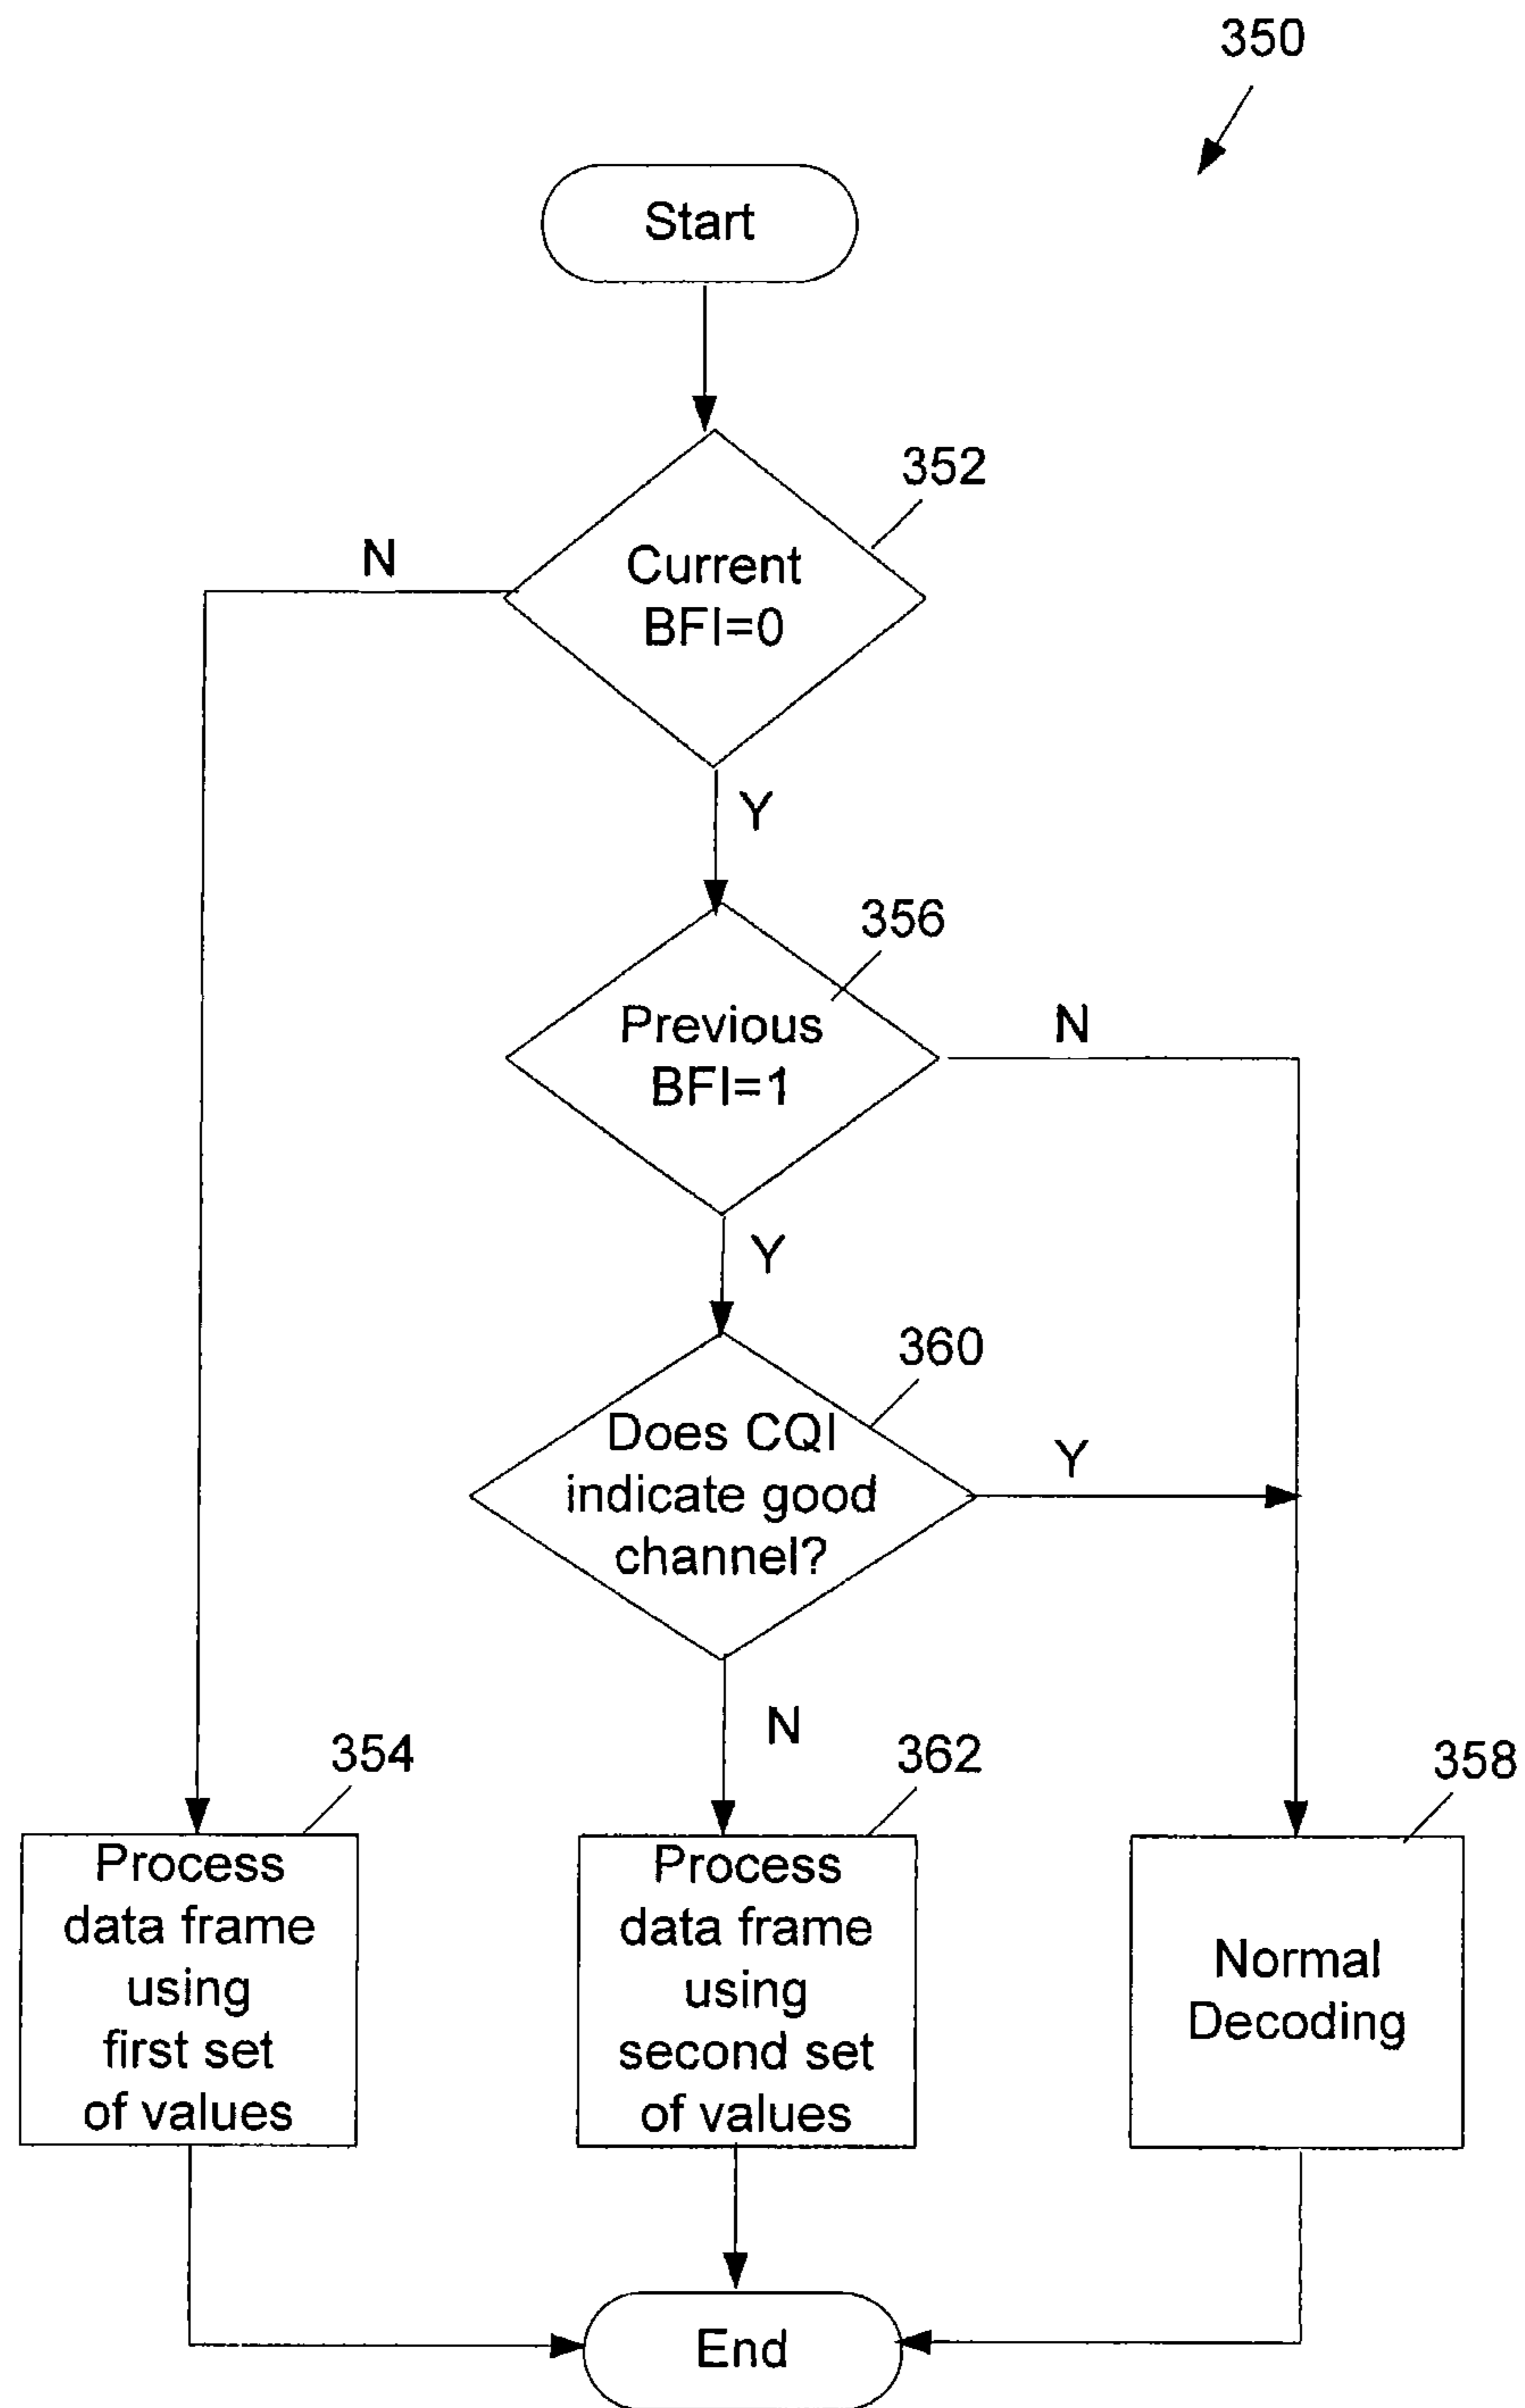 350
Start
352
N
Current
BFI=0
Y
356
Previous
BFI=1
N
Y
360
Does CQI
indicate good
channel?
Y
N
354
362
358
Process
data frame
using
first set
of values
Process
data frame
using
second set
of values
Normal
Decoding
End